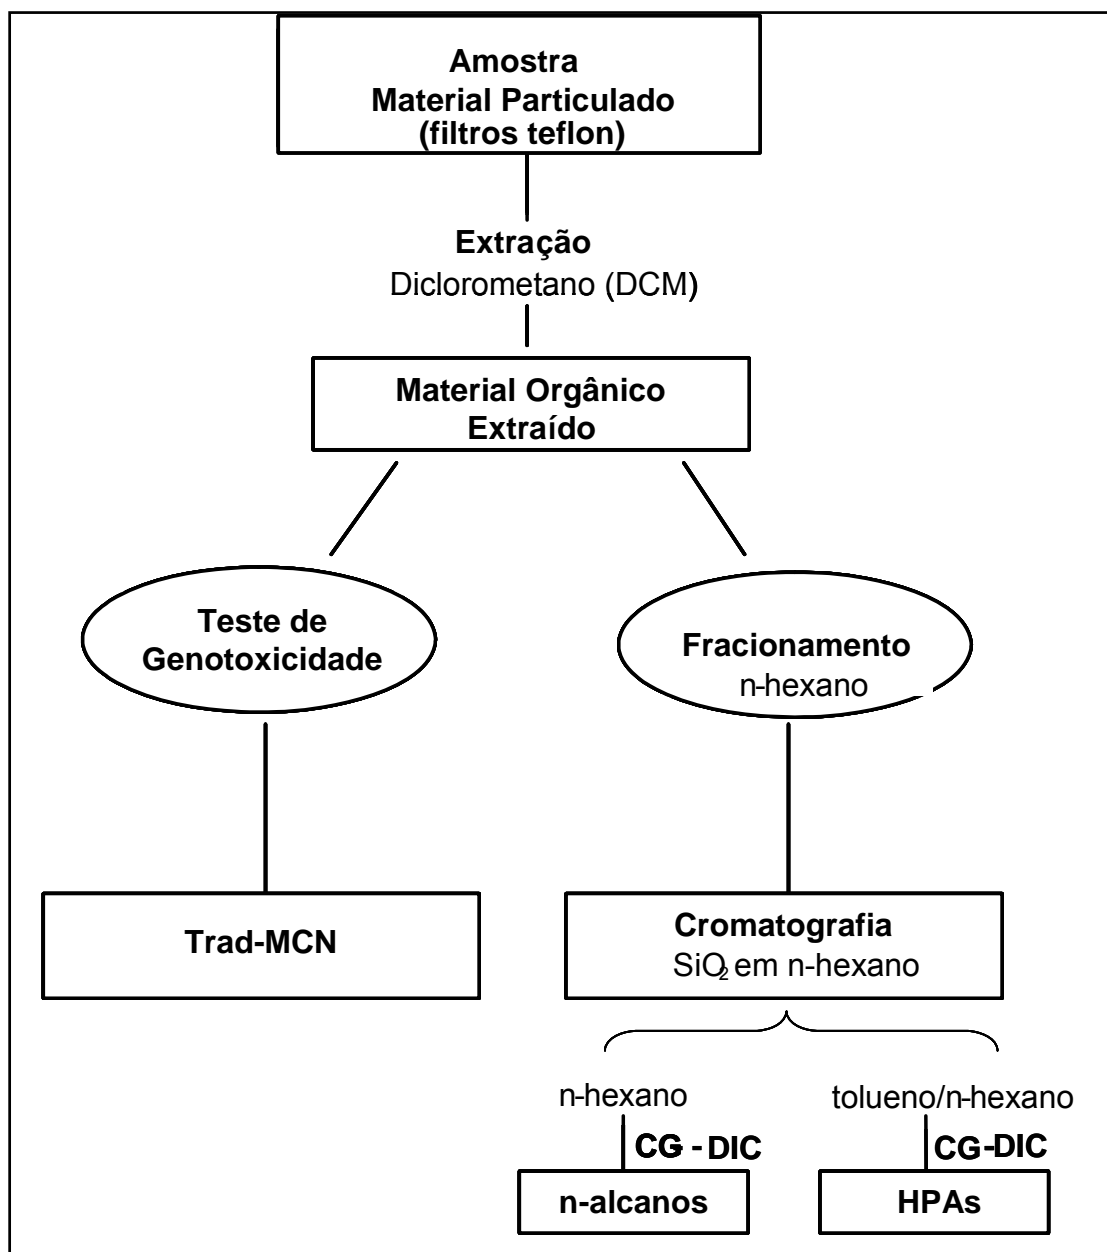 Amostra
Material Particulado
(filtros teflon)
Extração
Diclorometano (DCM)
Material Orgânico
Extraído
Teste de
Genotoxicidade
Fracionamento
n-hexano
Trad-MCN
Cromatografia
SiO₂ em n-hexano
n-hexano
CG - DIC
n-alcanos
tolueno/n-hexano
CG-DIC
HPAs